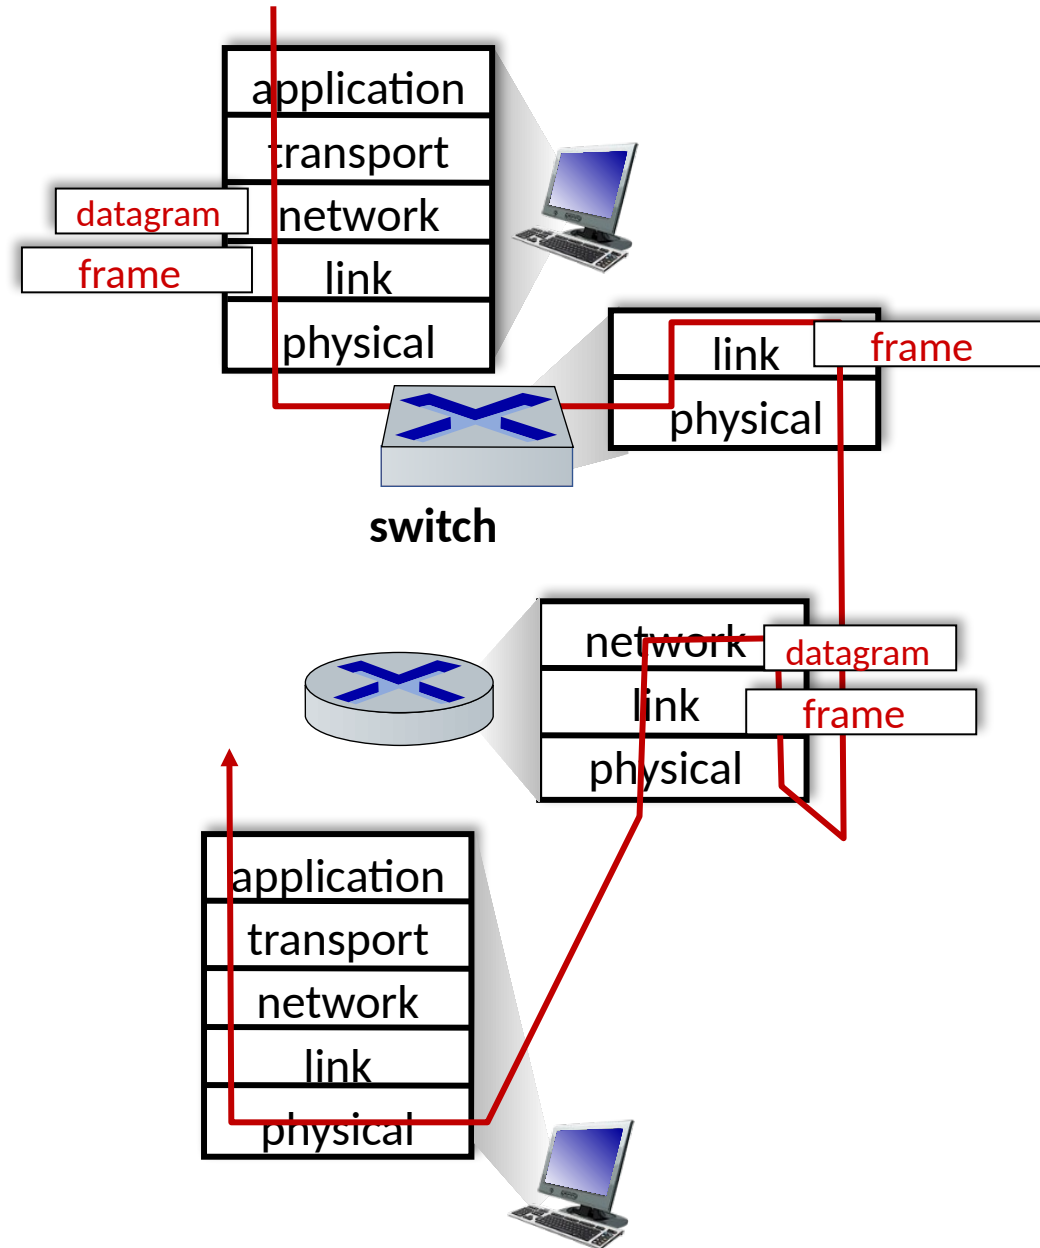 application
transport
datagram
network
frame
link
physical
link
frame
physical
switch
network
datagram
link
frame
physical
application
transport
network
link
physical